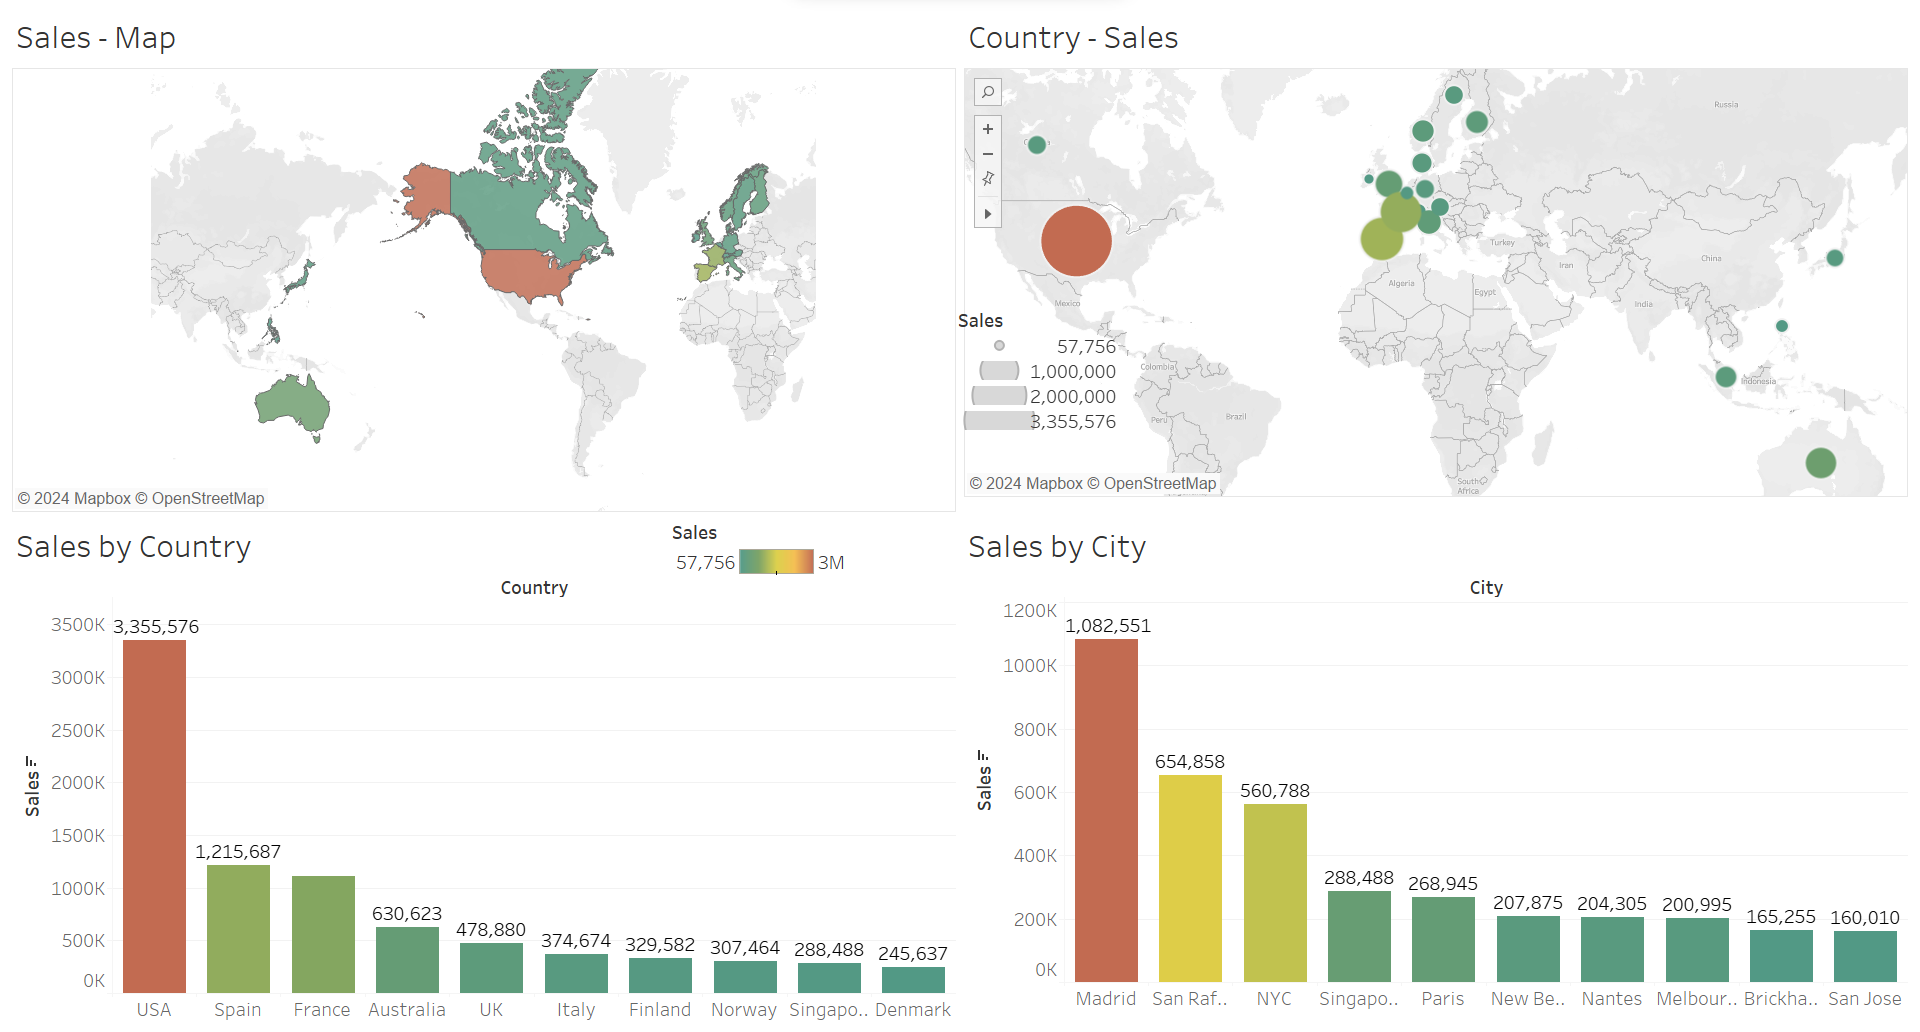 Sales - Map
© 2024 Mapbox © OpenStreetMap
Country - Sales
Russia
Turkey
China
Iran
Algeria
Egypt
India
Mexico
Colombia
Indonesia
Peru
Brazil
South
Africa
Sales
57,756
1,000,000
2,000,000
3,355,576
© 2024 Mapbox © OpenStreetMap
Sales by Country
Sales
57,756 3M
Country
Sales
3500K
3000K
2500K
2000K
1500K
1000K
500K
0K
3,355,576
1,215,687
630,623
478,880
374,674
329,582
307,464
288,488
245,637
USA Spain France Australia UK Italy Finland Norway Singapo.. Denmark
Sales by City
City
Sales
1200K
1000K
800K
600K
400K
200K
0K
1,082,551
654,858
560,788
288,488
268,945
207,875
204,305
200,995
165,255
160,010
Madrid San Raf.. NYC Singapo.. Paris New Be.. Nantes Melbour.. Brickha.. San Jose